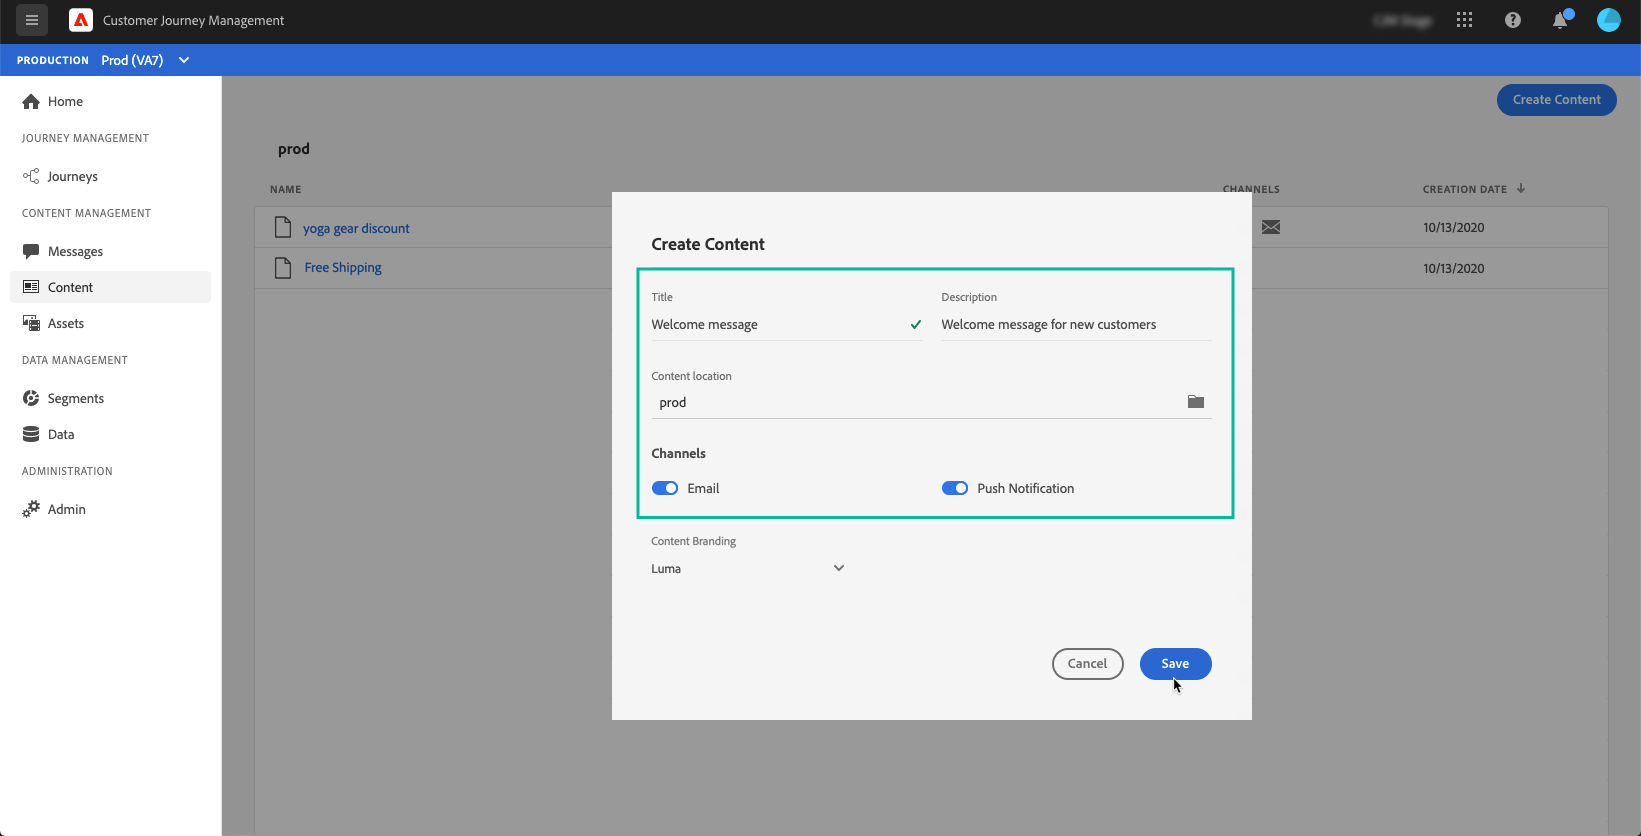 Customer Journey Management
PRODUCTION Prod (VA7)
Home
JOURNEY MANAGEMENT
Journeys
CONTENT MANAGEMENT
Messages
Content
Assets
DATA MANAGEMENT
Segments
Data
ADMINISTRATION
Admin
Create Content
prod
NAME CHANNELS CREATION DATE
yoga gear discount 10/13/2020
Free Shipping 10/13/2020
Create Content
Title Description
Welcome message Welcome message for new customers
Content location
prod
Channels
Email Push Notification
Content Branding
Luma
Cancel Save